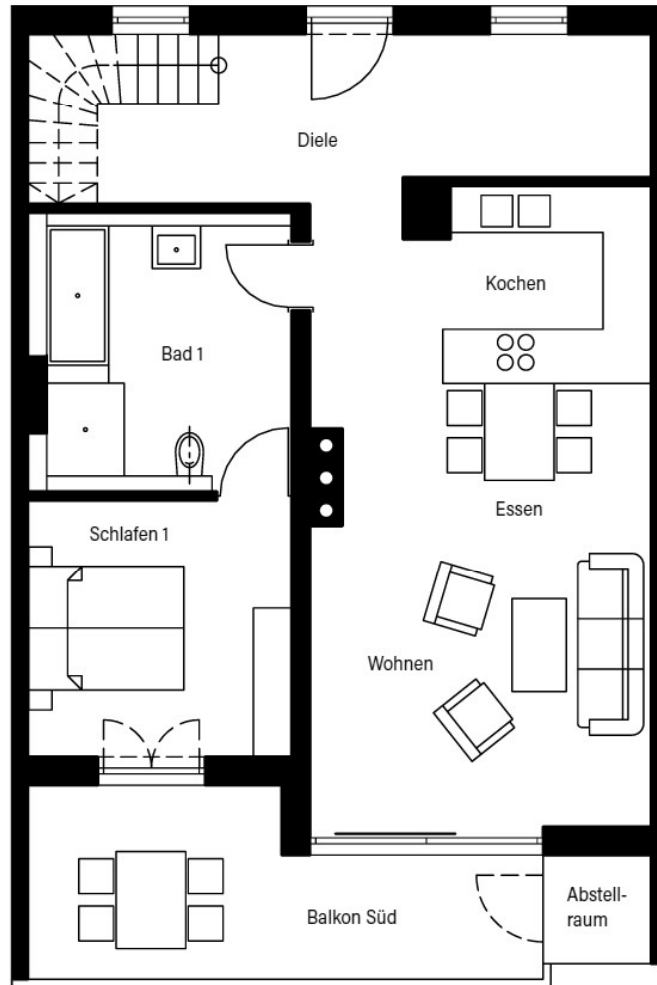 Diele
Kochen
Bad 1
Essen
Schlafen 1
Wohnen
Balkon Süd
Abstell-
raum